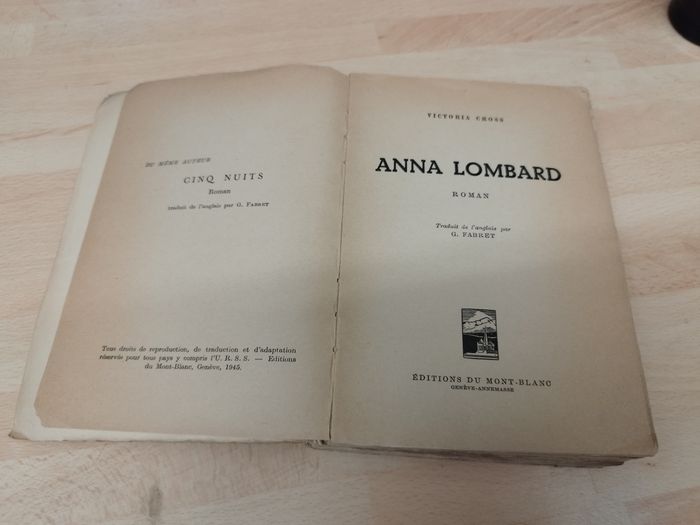 DU MÊME AUTEUR
CINQ NUITS
Roman
traduit de l'anglais par G. FABRET
Tous droits de reproduction, de traduction et d'adaptation
réservés pour tous pays y compris l'U. R. S. S. — Editions
du Mont-Blanc, Genève, 1945.
VICTORIA CROSS
ANNA LOMBARD
ROMAN
Traduit de l'anglais par
G. FABRET
ÉDITIONS DU MONT-BLANC
GENÈVE-ANNEMASSE